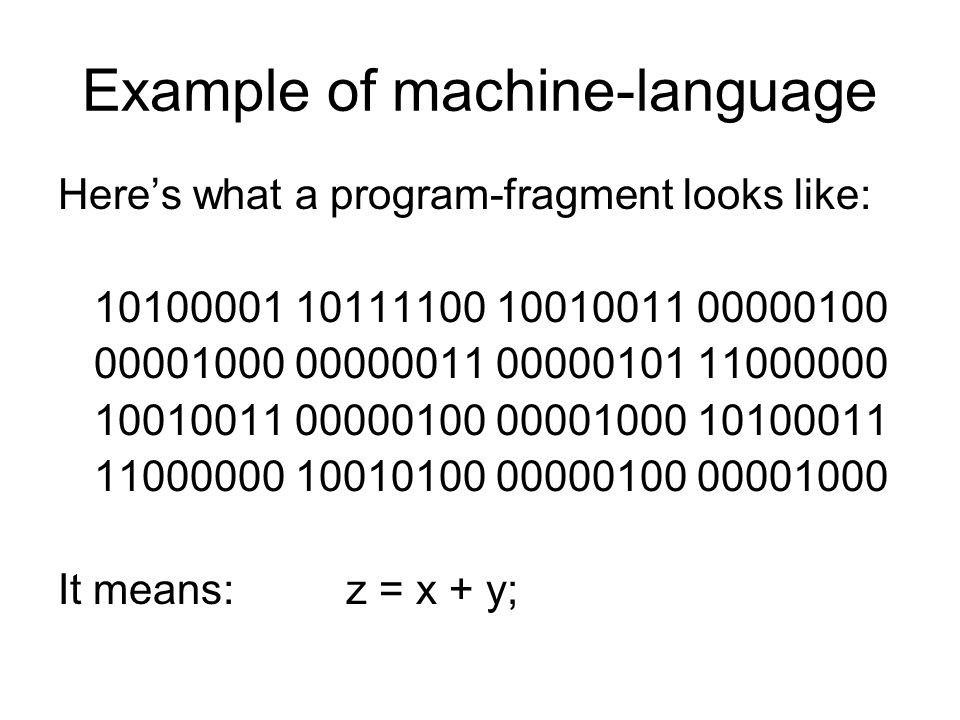 Example of machine-language
Here’s what a program-fragment looks like:
10100001 10111100 10010011 00000100
00001000 00000011 00000101 11000000
10010011 00000100 00001000 10100011
11000000 10010100 00000100 00001000
It means: z = x + y;